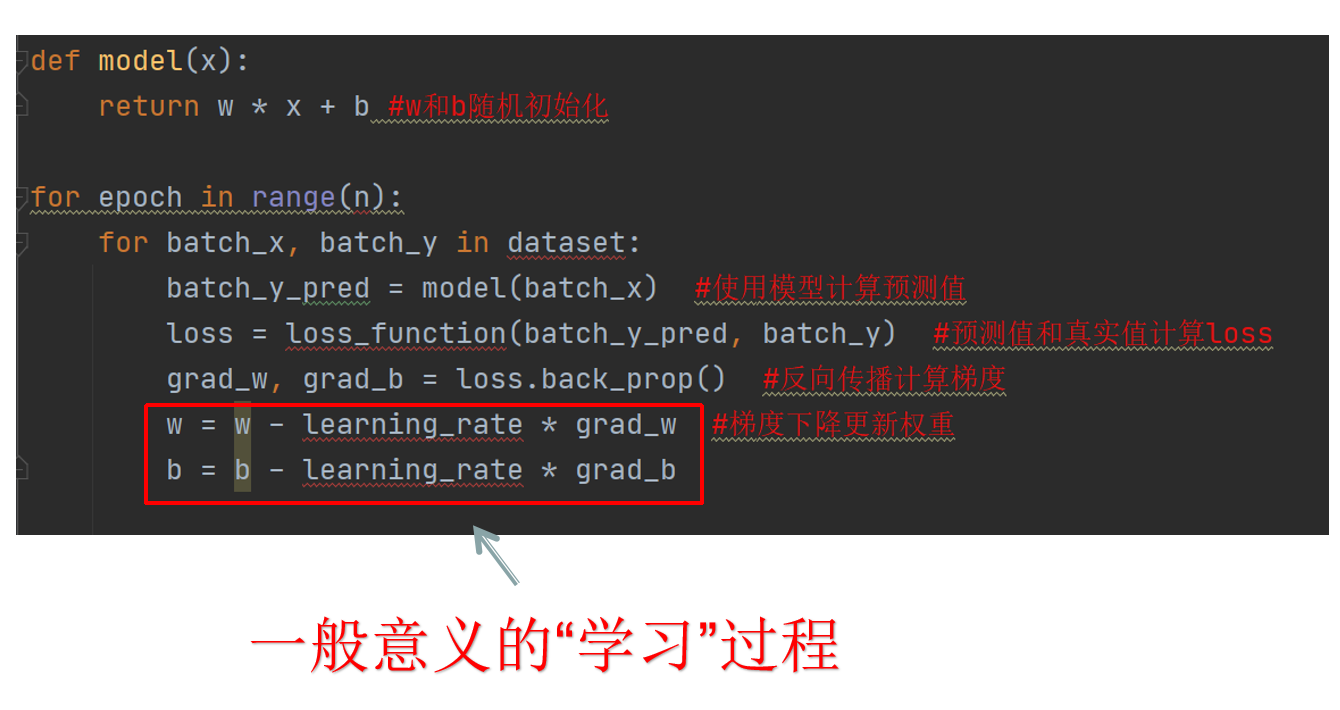 def model(x):
return w * x + b #w和b随机初始化
for epoch in range(n):
for batch_x, batch_y in dataset:
batch_y_pred = model(batch_x) #使用模型计算预测值
loss = loss_function(batch_y_pred, batch_y) #预测值和真实值计算loss
grad_w, grad_b = loss.back_prop() #反向传播计算梯度
w = w - learning_rate * grad_w #梯度下降更新权重
b = b - learning_rate * grad_b
一般意义的“学习”过程